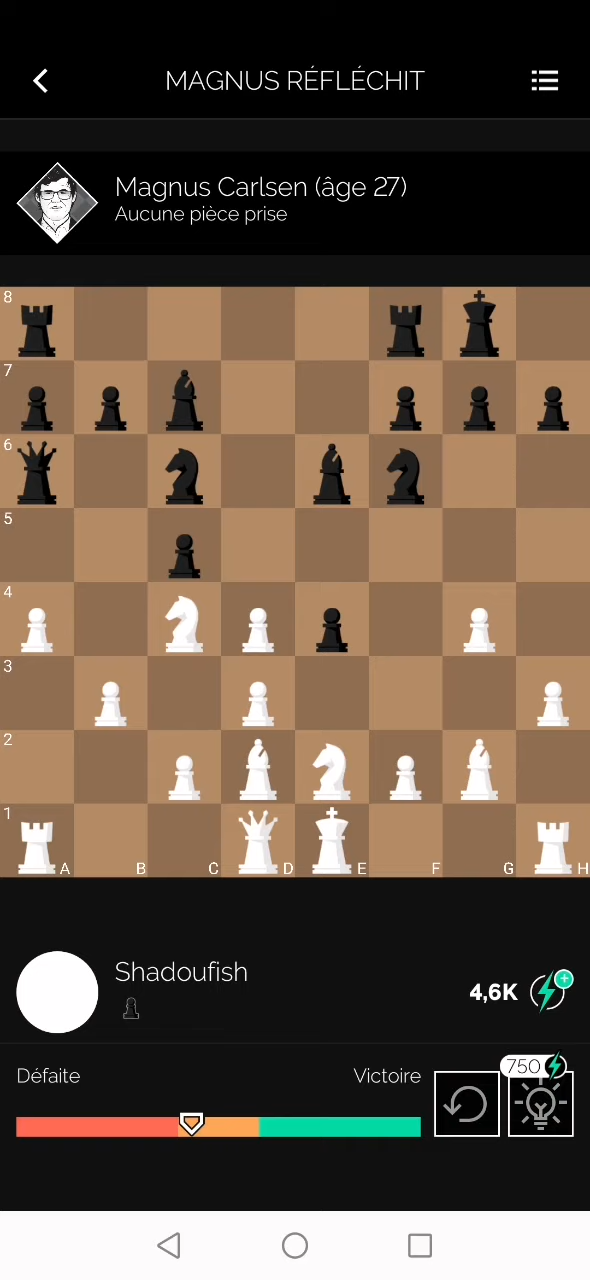 MAGNUS RÉFLÉCHIT
Magnus Carlsen (âge 27)
Aucune pièce prise
8
7
6
5
4
3
2
1
A B C D E F G H
Shadoufish
4,6K
Défaite Victoire
750